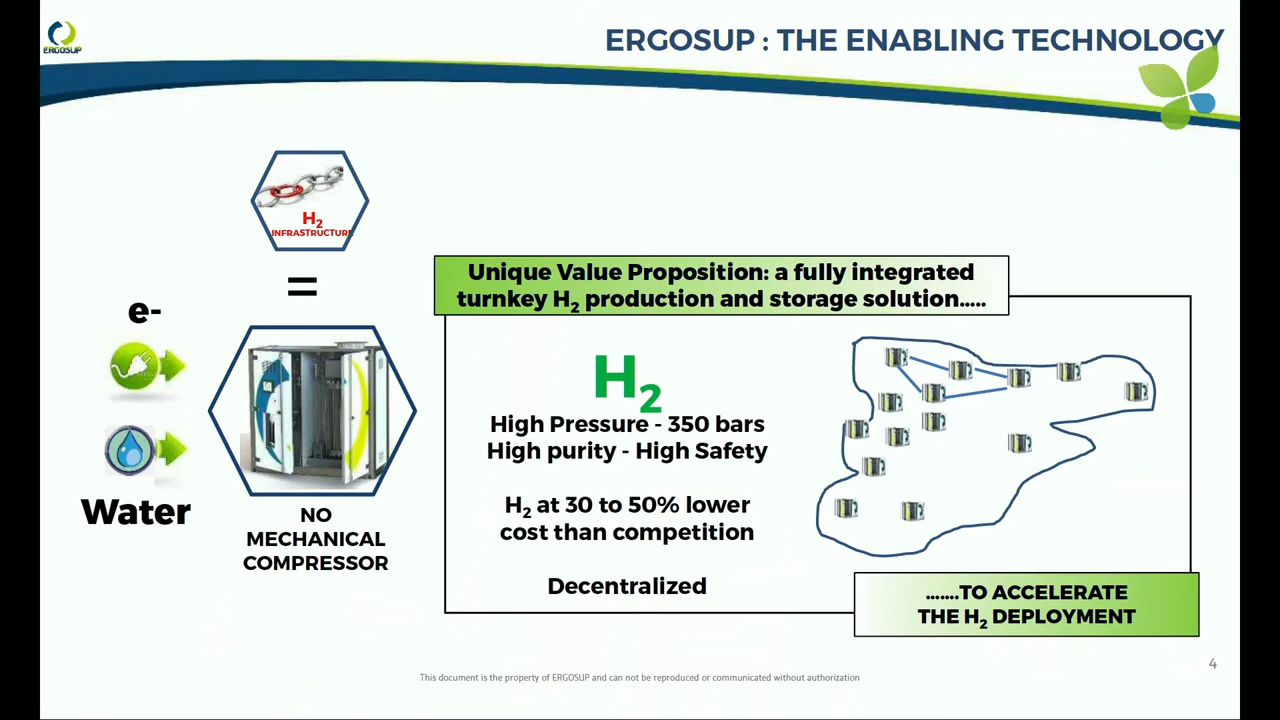 ERGOSUP
ERGOSUP : THE ENABLING TECHNOLOGY
H2
INFRASTRUCTURE
=
e-
Water
NO
MECHANICAL
COMPRESSOR
Unique Value Proposition: a fully integrated
turnkey H2 production and storage solution.....
H2
High Pressure - 350 bars
High purity - High Safety
H2 at 30 to 50% lower
cost than competition
Decentralized
.......TO ACCELERATE
THE H2 DEPLOYMENT
4
This document is the property of ERGOSUP and can not be reproduced or communicated without authorization